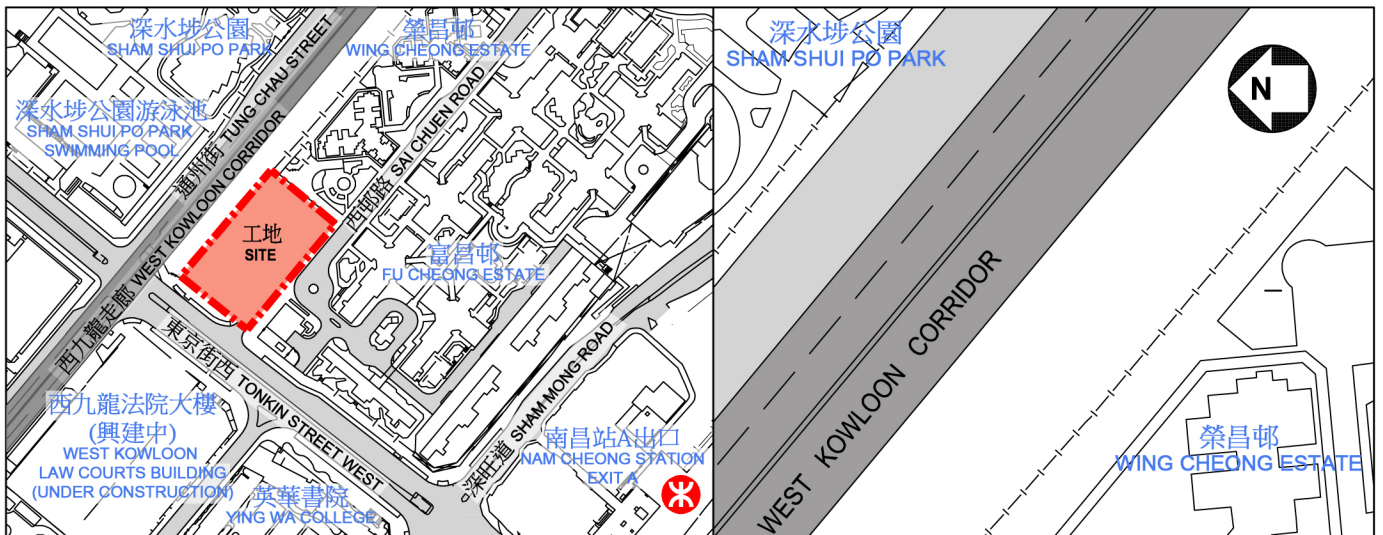 深水埗公園
SHAM SHUI PO PARK
榮昌邨
WING CHEONG ESTATE
深水埗公園游泳池
SHAM SHUI PO PARK
SWIMMING POOL
通州街 TUNG CHAU STREET
西九龍走廊 WEST KOWLOON CORRIDOR
西邨路 SAI CHUEN ROAD
工地
SITE
富昌邨
FU CHEONG ESTATE
東京街西 TONKIN STREET WEST
深旺道 SHAM MONG ROAD
西九龍法院大樓
(興建中)
WEST KOWLOON
LAW COURTS BUILDING
(UNDER CONSTRUCTION)
英華書院
YING WA COLLEGE
南昌站A出口
NAM CHEONG STATION
EXIT A
深水埗公園
SHAM SHUI PO PARK
N
WEST KOWLOON CORRIDOR
榮昌邨
WING CHEONG ESTATE